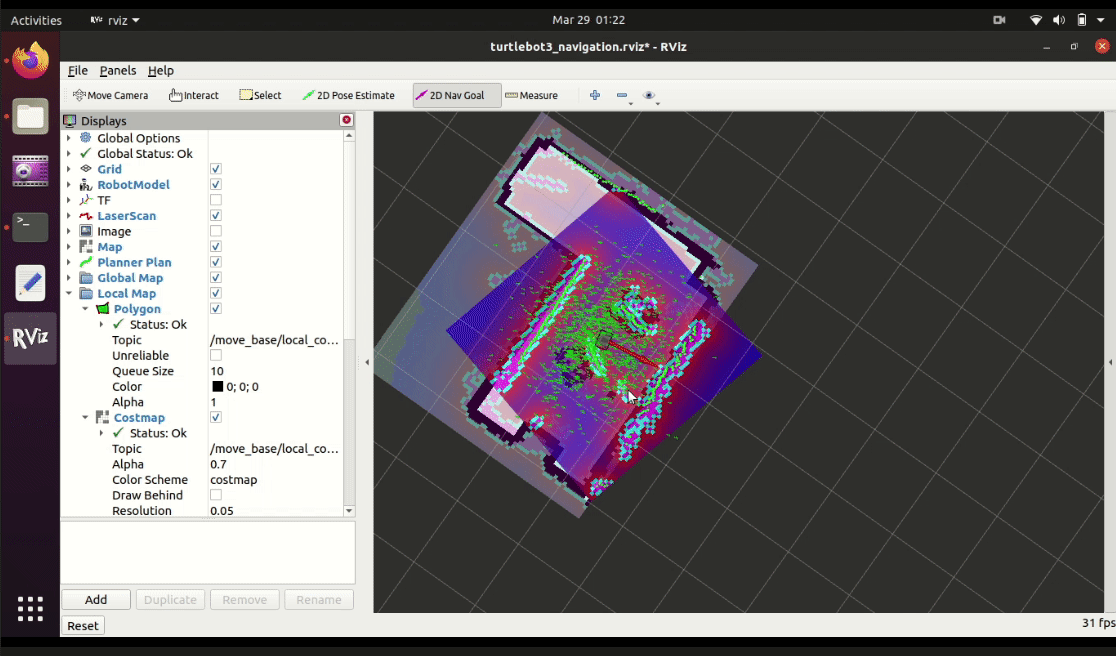 Activities
RViz rviz
Mar 29 01:22
turtlebot3_navigation.rviz* - RViz
File Panels Help
Move Camera Interact Select 2D Pose Estimate 2D Nav Goal Measure
Displays
Global Options
Global Status: Ok
Grid
RobotModel
TF
LaserScan
Image
Map
Planner Plan
Global Map
Local Map
Polygon
Status: Ok
Topic /move_base/local_co...
Unreliable
Queue Size 10
Color 0; 0; 0
Alpha 1
Costmap
Status: Ok
Topic /move_base/local_co...
Alpha 0.7
Color Scheme costmap
Draw Behind
Resolution 0.05
RViz
Add Duplicate Remove Rename
Reset
31 fps